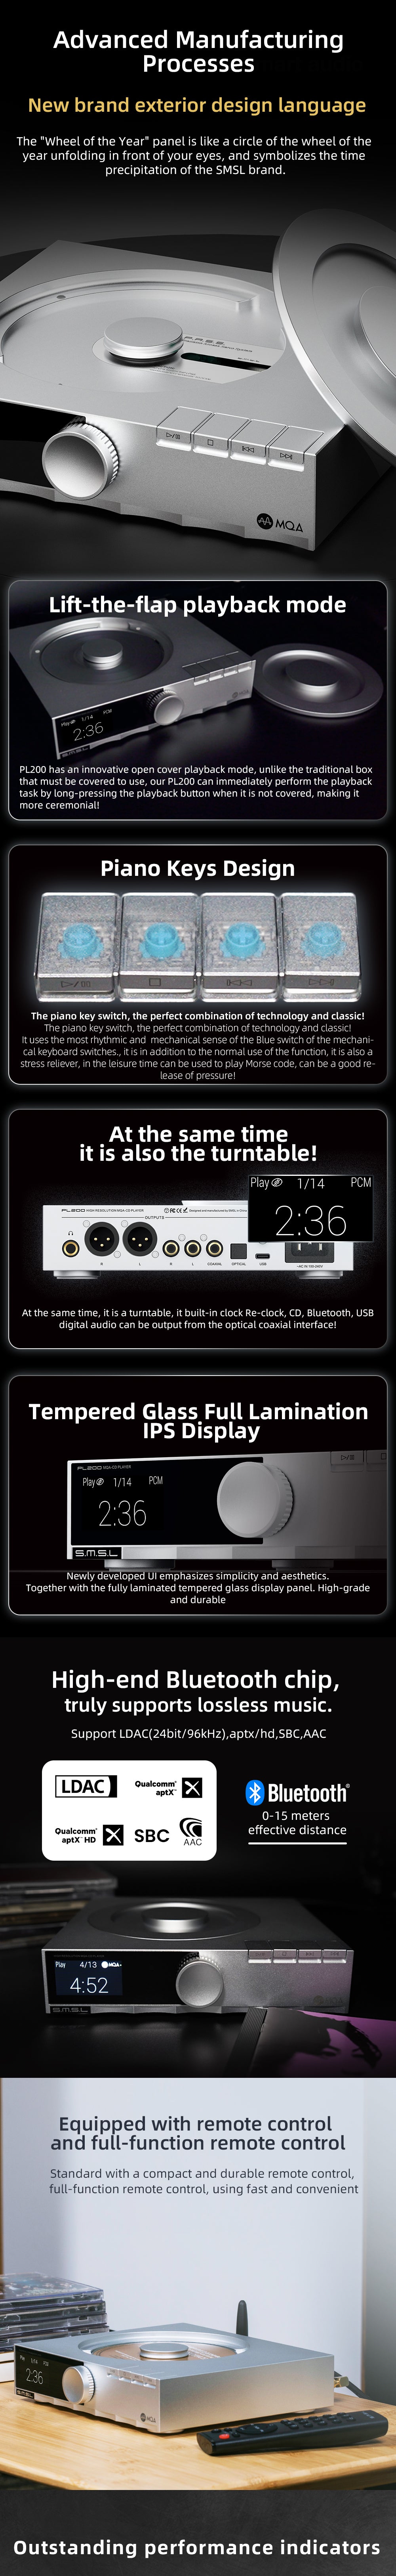 Advanced Manufacturing
Processes
New brand exterior design language
The "Wheel of the Year" panel is like a circle of the wheel of the
year unfolding in front of your eyes, and symbolizes the time
precipitation of the SMSL brand.
MQA
Lift-the-flap playback mode
Play 1/14 PCM
2:36
PL200 has an innovative open cover playback mode, unlike the traditional box
that must be covered to use, our PL200 can immediately perform the playback
task by long-pressing the playback button when it is not covered, making it
more ceremonial!
Piano Keys Design
The piano key switch, the perfect combination of technology and classic!
The piano key switch, the perfect combination of technology and classic!
It uses the most rhythmic and mechanical sense of the Blue switch of the mechani-
cal keyboard switches., it is in addition to the normal use of the function, it is also a
stress reliever, in the leisure time can be used to play Morse code, can be a good re-
lease of pressure!
At the same time
it is also the turntable!
Play 1/14 PCM
2:36
PL200 HIGH RESOLUTION MQA-CD PLAYER
OUTPUTS
R L R L COAXIAL OPTICAL USB
At the same time, it is a turntable, it built-in clock Re-clock, CD, Bluetooth, USB
digital audio can be output from the optical coaxial interface!
Tempered Glass Full Lamination
IPS Display
PL200 MQA-CD PLAYER
Play 1/14 PCM
2:36
S.M.S.L
Newly developed UI emphasizes simplicity and aesthetics.
Together with the fully laminated tempered glass display panel. High-grade
and durable
High-end Bluetooth chip,
truly supports lossless music.
Support LDAC(24bit/96kHz),aptx/hd,SBC,AAC
LDAC
Qualcomm®
aptX™
Qualcomm®
aptX™ HD
SBC
AAC
Bluetooth®
0-15 meters
effective distance
Play 4/13 MQA
4:52
S.M.S.L
Equipped with remote control
and full-function remote control
Standard with a compact and durable remote control,
full-function remote control, using fast and convenient
2:36
MQA
Outstanding performance indicators